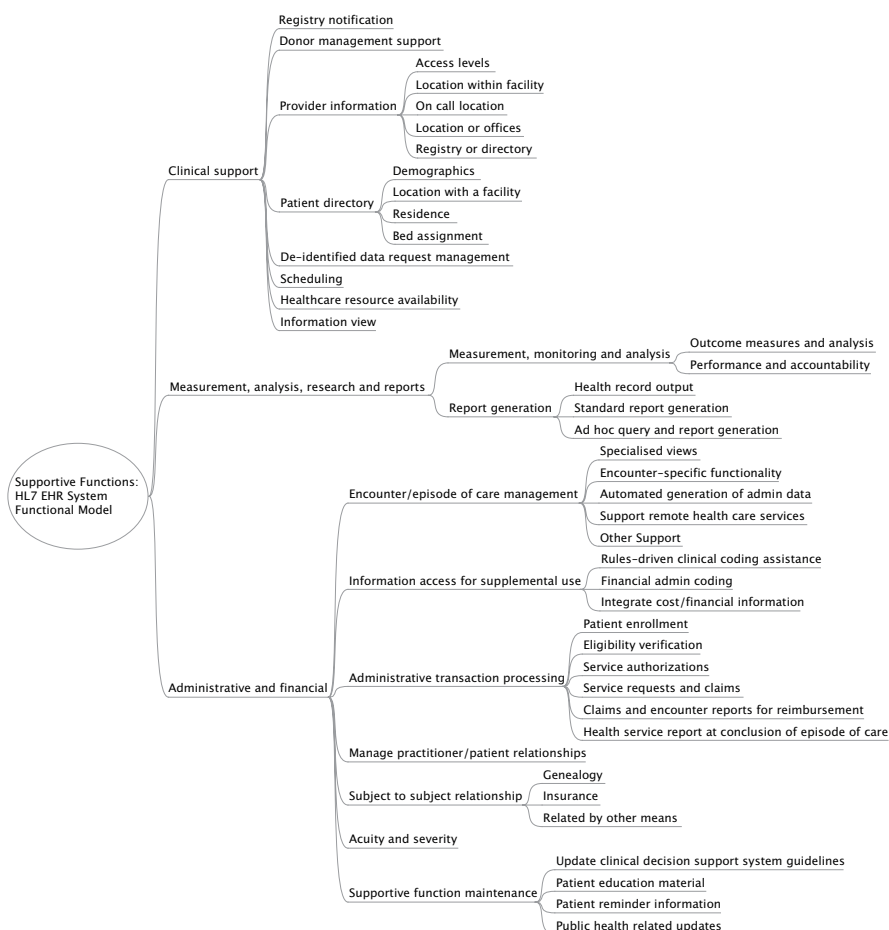 Supportive Functions:
HL7 EHR System
Functional Model
Clinical support
Registry notification
Donor management support
Provider information
Access levels
Location within facility
On call location
Location or offices
Registry or directory
Patient directory
Demographics
Location with a facility
Residence
Bed assignment
De-identified data request management
Scheduling
Healthcare resource availability
Information view
Measurement, analysis, research and reports
Measurement, monitoring and analysis
Outcome measures and analysis
Performance and accountability
Report generation
Health record output
Standard report generation
Ad hoc query and report generation
Administrative and financial
Encounter/episode of care management
Specialised views
Encounter-specific functionality
Automated generation of admin data
Support remote health care services
Other Support
Information access for supplemental use
Rules-driven clinical coding assistance
Financial admin coding
Integrate cost/financial information
Administrative transaction processing
Patient enrollment
Eligibility verification
Service authorizations
Service requests and claims
Claims and encounter reports for reimbursement
Health service report at conclusion of episode of care
Manage practitioner/patient relationships
Subject to subject relationship
Genealogy
Insurance
Related by other means
Acuity and severity
Supportive function maintenance
Update clinical decision support system guidelines
Patient education material
Patient reminder information
Public health related updates